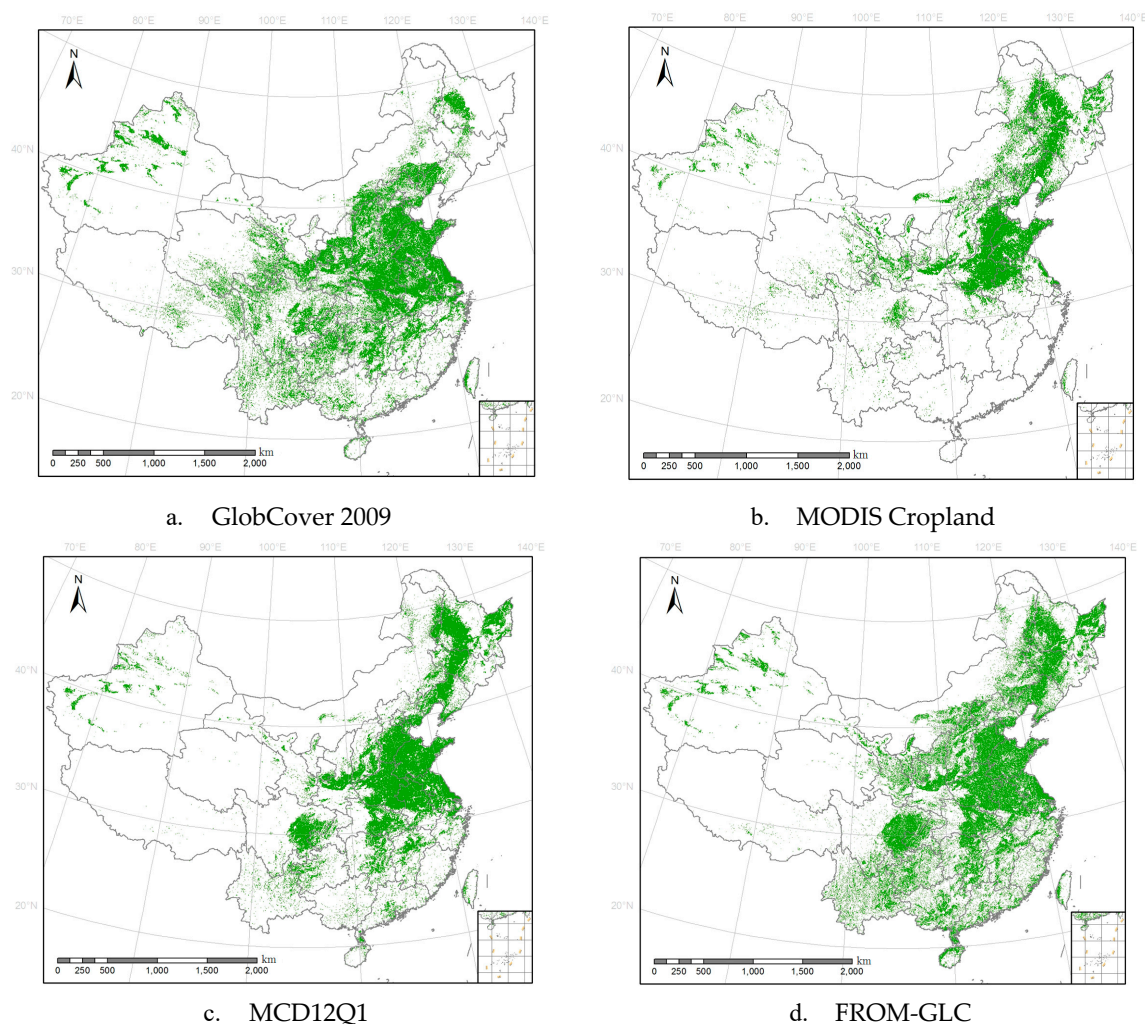 70°E 80°E 90°E 100°E 110°E 120°E 130°E 140°E
70°E 80°E 90°E 100°E 110°E 120°E 130°E 140°E
N
N
40°N
40°N
30°N
30°N
20°N
20°N
km
km
0 250 500 1,000 1,500 2,000
0 250 500 1,000 1,500 2,000
a. GlobCover 2009
b. MODIS Cropland
70°E 80°E 90°E 100°E 110°E 120°E 130°E 140°E
70°E 80°E 90°E 100°E 110°E 120°E 130°E 140°E
N
N
40°N
40°N
30°N
30°N
20°N
20°N
km
km
0 250 500 1,000 1,500 2,000
0 250 500 1,000 1,500 2,000
c. MCD12Q1
d. FROM-GLC